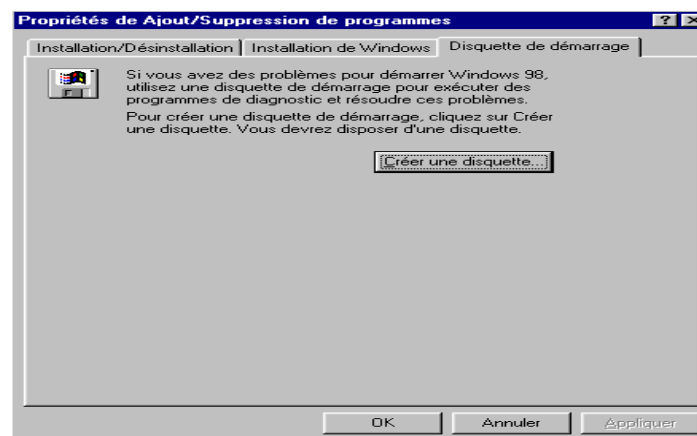 Propriétés de Ajout/Suppression de programmes
Installation/Désinstallation Installation de Windows Disquette de démarrage
Si vous avez des problèmes pour démarrer Windows 98,
utilisez une disquette de démarrage pour exécuter des
programmes de diagnostic et résoudre ces problèmes.
Pour créer une disquette de démarrage, cliquez sur Créer
une disquette. Vous devrez disposer d'une disquette.
Créer une disquette...
OK Annuler Appliquer